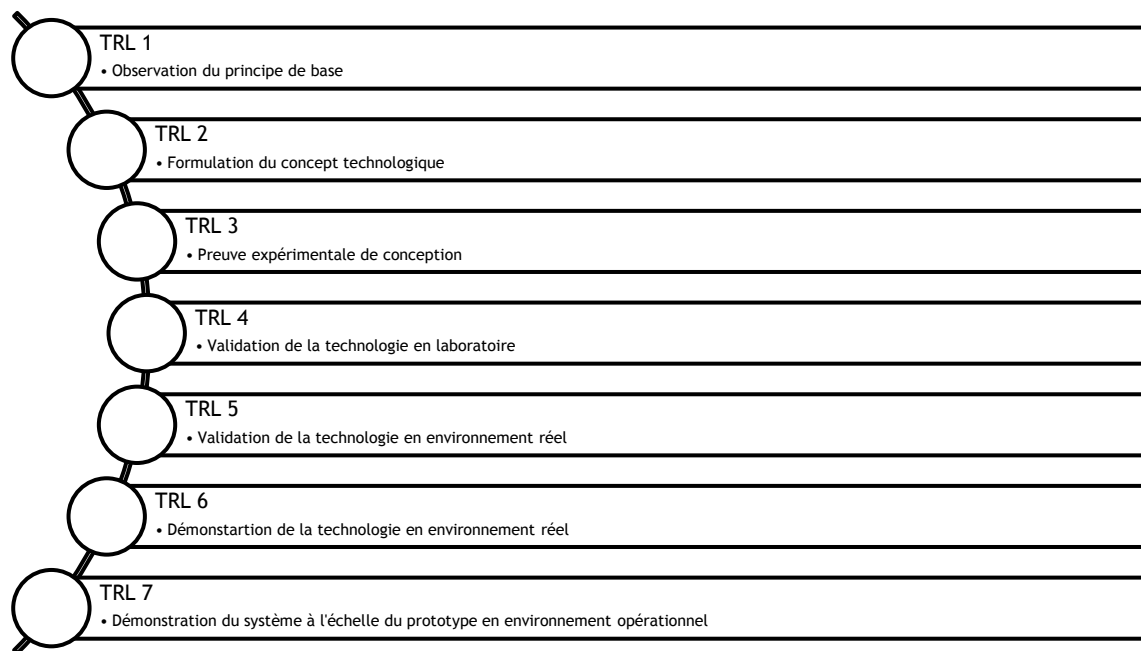 TRL 1
• Observation du principe de base
TRL 2
• Formulation du concept technologique
TRL 3
• Preuve expérimentale de conception
TRL 4
• Validation de la technologie en laboratoire
TRL 5
• Validation de la technologie en environnement réel
TRL 6
• Démonstartion de la technologie en environnement réel
TRL 7
• Démonstration du système à l'échelle du prototype en environnement opérationnel